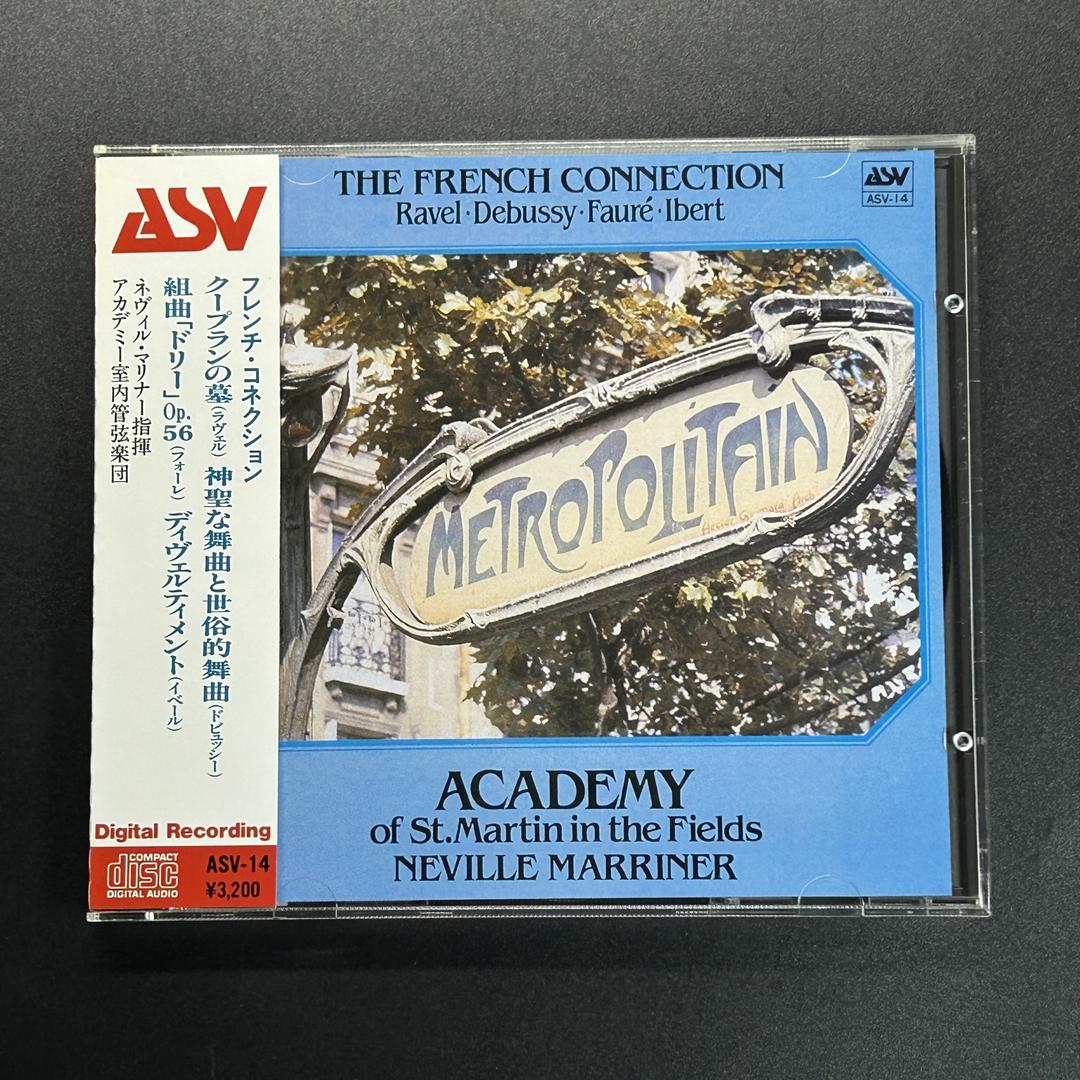 ASV
フレンチ・コネクション
クープランの墓(ラヴェル) 神聖な舞曲と世俗的舞曲(ドビュッシー)
組曲「ドリー」Op.56(フォーレ) ディヴェルティメント(イベール)
ネヴィル・マリナー指揮
アカデミー室内管弦楽団
Digital Recording
COMPACT
disc
DIGITAL AUDIO
ASV-14
¥3,200
THE FRENCH CONNECTION
Ravel·Debussy·Fauré·Ibert
ASV
ASV-14
METROPOLITAIN
ACADEMY
of St.Martin in the Fields
NEVILLE MARRINER